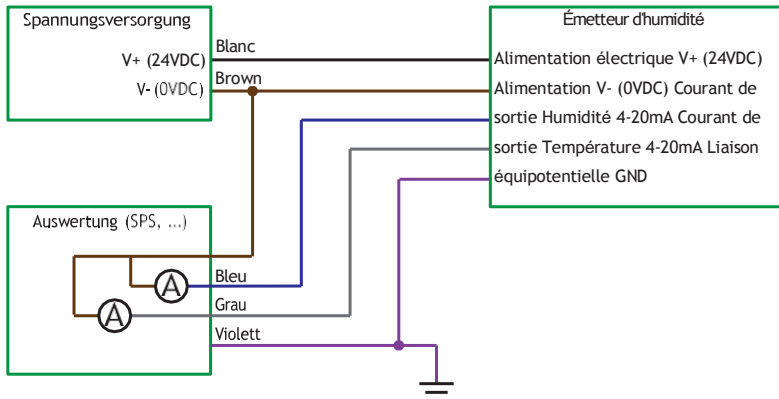 Spannungsversorgung
V+ (24VDC)
V- (0VDC)
Blanc
Brown
Émetteur d'humidité
Alimentation électrique V+ (24VDC)
Alimentation V- (0VDC) Courant de
sortie Humidité 4-20mA Courant de
sortie Température 4-20mA Liaison
équipotentielle GND
Auswertung (SPS, ...)
A
A
Bleu
Grau
Violett